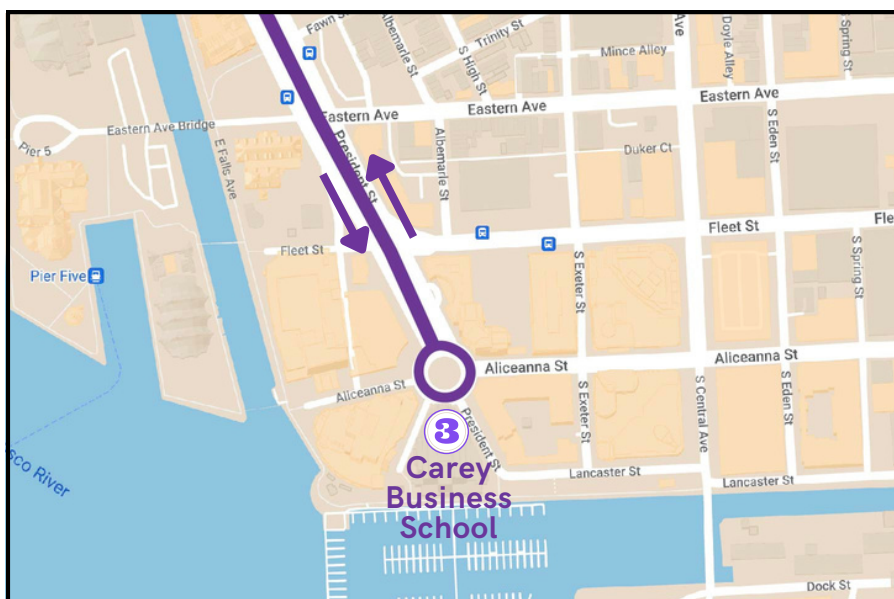 Fawn St
Albemarle St
S High St
Trinity St
Mince Alley
Ave
Doyle Alley
S Spring St
Eastern Ave
Eastern Ave
Eastern Ave
Eastern Ave Bridge
Pier 5
E Falls Ave
President St
Albemarle St
Duker Ct
S Eden St
Fleet St
Fleet St
Fle
Pier Five
S Exeter St
S Spring St
Aliceanna St
Aliceanna St
Aliceanna St
S Exeter St
S Central Ave
S Eden St
President St
3
Carey
Business
School
Lancaster St
Lancaster St
sco River
Dock St